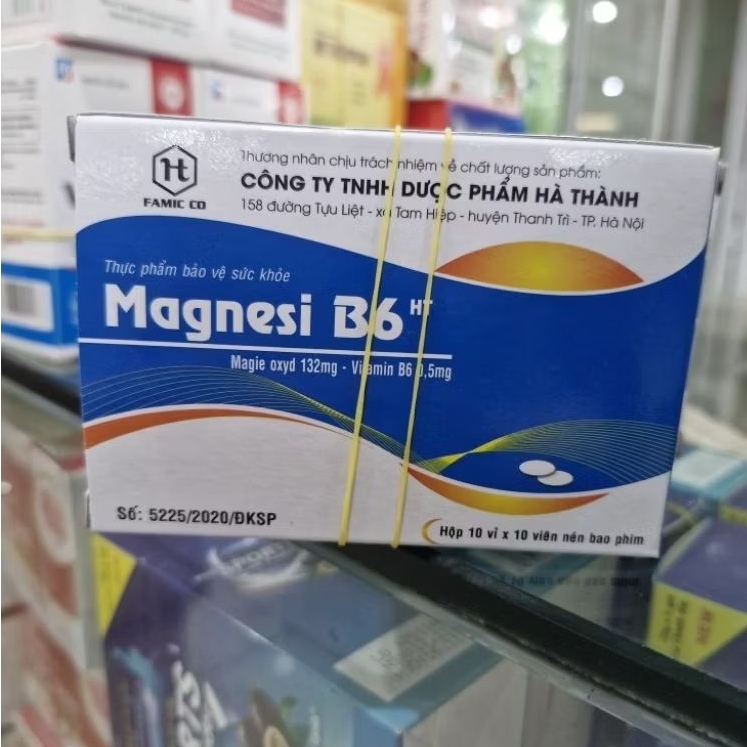 Thương nhân chịu trách nhiệm về chất lượng sản phẩm:
CÔNG TY TNHH DƯỢC PHẨM HÀ THÀNH
158 đường Tựu Liệt - xã Tam Hiệp - huyện Thanh Trì - TP. Hà Nội
FAMIC CO
Thực phẩm bảo vệ sức khỏe
Magnesi B6 HT
Magie oxyd 132mg - Vitamin B6 0,5mg
Số: 5225/2020/ĐKSP
Hộp 10 vỉ x 10 viên nén bao phim